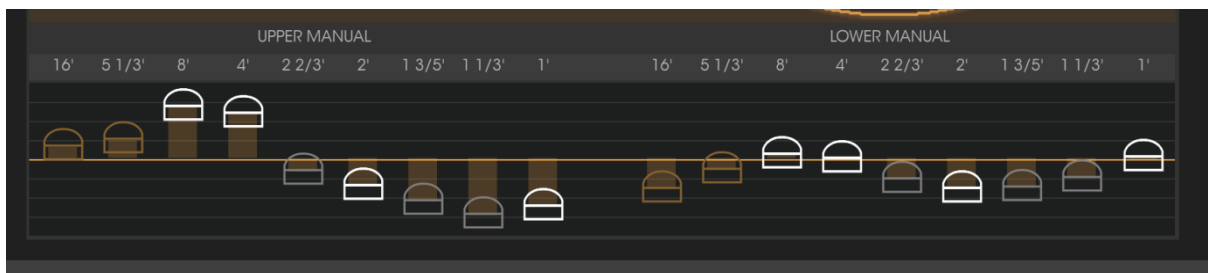 UPPER MANUAL LOWER MANUAL
16' 5 1/3' 8' 4' 2 2/3' 2' 1 3/5' 1 1/3' 1' 16' 5 1/3' 8' 4' 2 2/3' 2' 1 3/5' 1 1/3' 1'